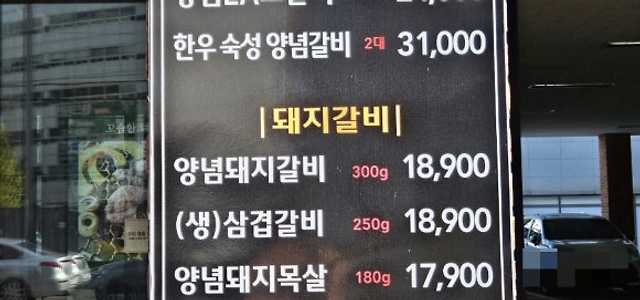 한우 숙성 양념갈비 2대 31,000
|돼지갈비|
양념돼지갈비 300g 18,900
(생)삼겹갈비 250g 18,900
양념돼지목살 180g 17,900